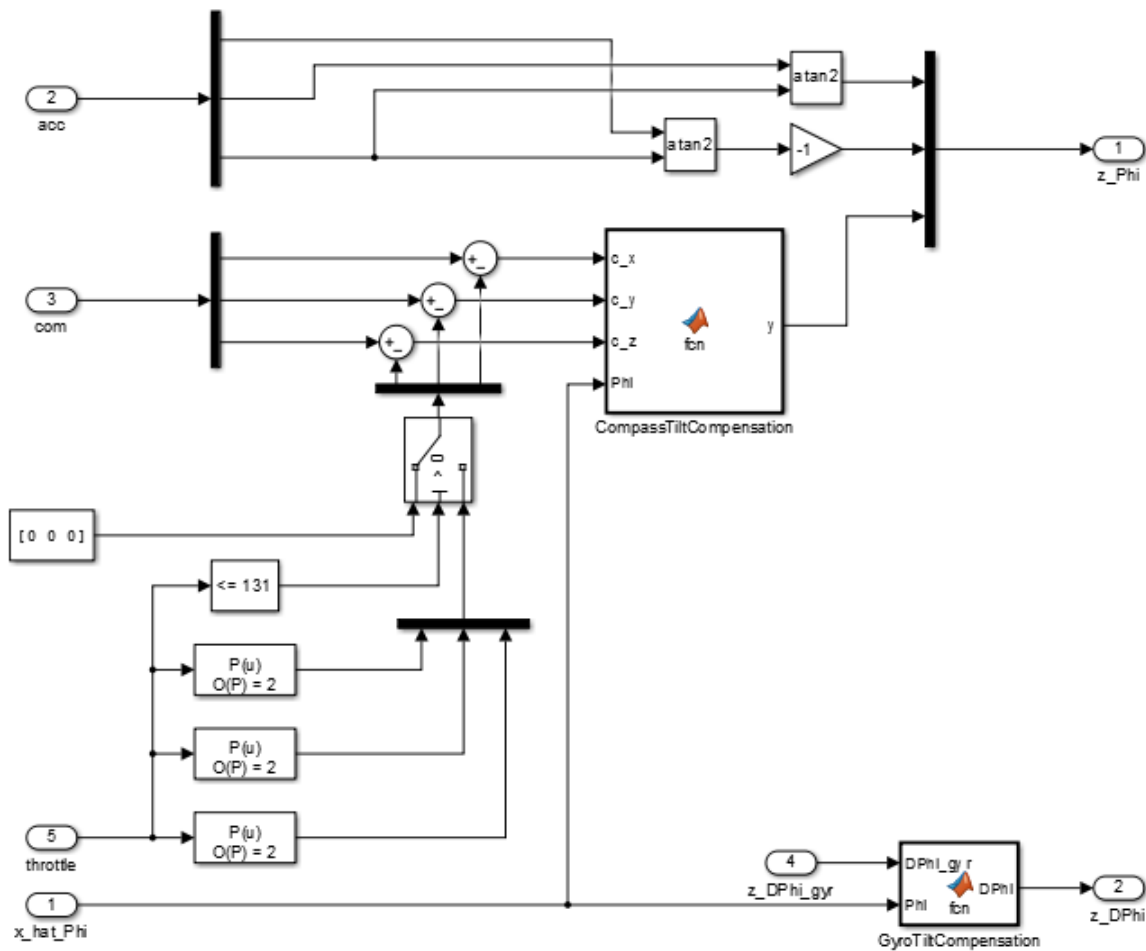 2
acc
atan2
atan2
-1
1
z_Phi
3
com
+
-
+
-
+
-
c_x
c_y
c_z
Phi
fcn
y
CompassTiltCompensation
[0 0 0]
<= 131
P(u)
O(P) = 2
P(u)
O(P) = 2
P(u)
O(P) = 2
5
throttle
1
x_hat_Phi
4
z_DPhi_gyr
DPhi_gyr
Phi
fcn
DPhi
GyroTiltCompensation
2
z_DPhi